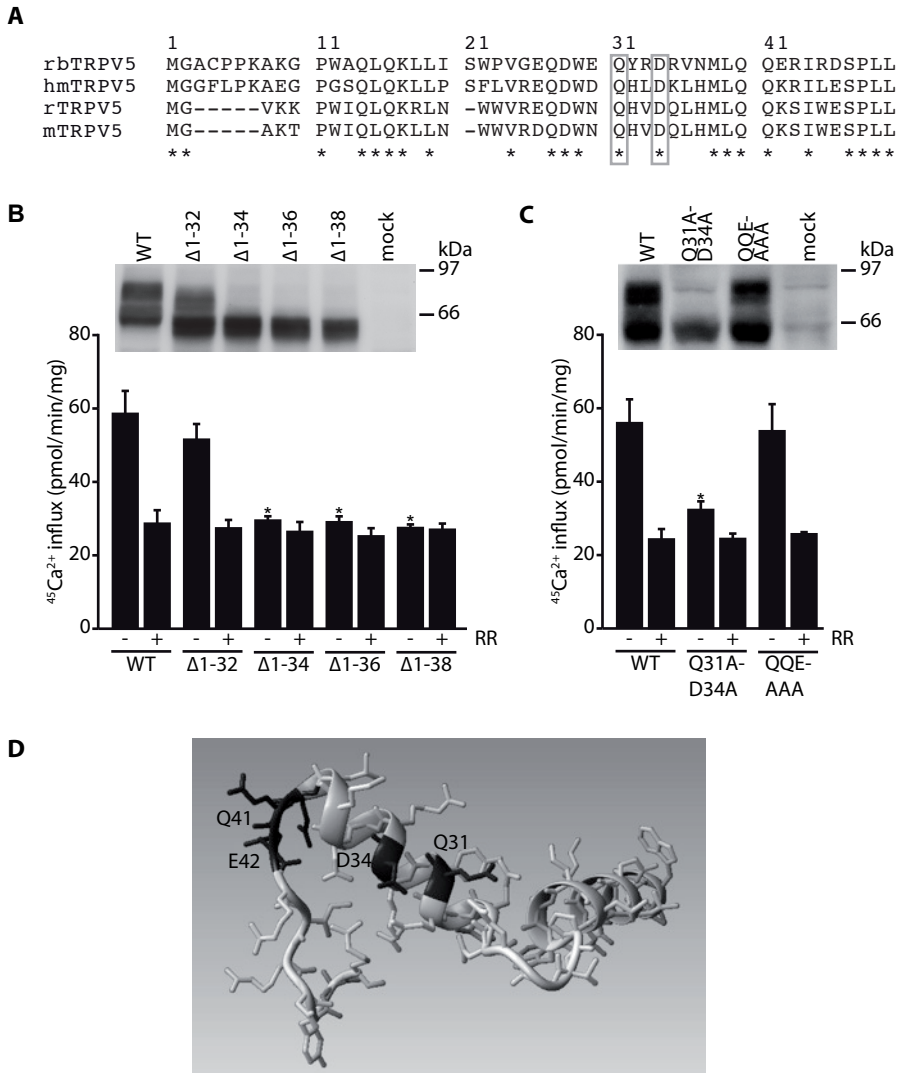 A
1 11 21 31 41
rbTRPV5 MGACPPKAKG PWAQLQKLLI SWPVGEQDWE QYRDRVNMLQ QERIRDSPLL
hmTRPV5 MGGFLPKAEG PGSQLQKLLP SFLVREQDWD QHLDKLHMLQ QKRILESPLL
rTRPV5 MG-----VKK PWIQLQKRLN -WWVREQDWN QHVDQLHMLQ QKSIWESPLL
mTRPV5 MG-----AKT PWIQLQKLLN -WWVRDQDWN QHVDQLHMLQ QKSIWESPLL
** * **** * * *** * * *** * * ****
B
WT Δ1-32 Δ1-34 Δ1-36 Δ1-38 mock
kDa
97
66
⁴⁵Ca²⁺ influx (pmol/min/mg)
80
60
40
20
0
* * *
- + - + - + - + - + RR
WT Δ1-32 Δ1-34 Δ1-36 Δ1-38
C
WT Q31A-D34A QQE-AAA mock
kDa
97
66
⁴⁵Ca²⁺ influx (pmol/min/mg)
80
60
40
20
0
*
- + - + - + RR
WT Q31A- QQE-
D34A AAA
D
Q41
E42
D34
Q31